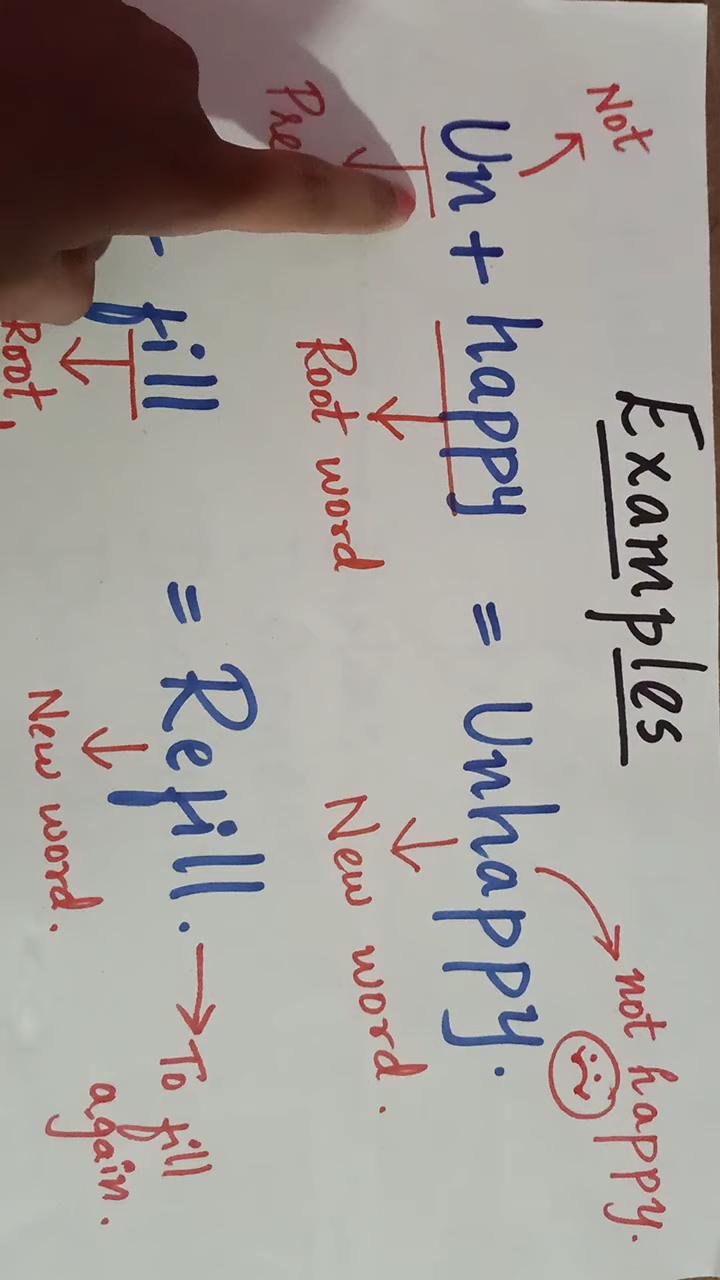 Examples
Not
not happy.
Un + happy = Unhappy.
Root word
New word.
fill = Refill. → To fill again.
Root
New word.